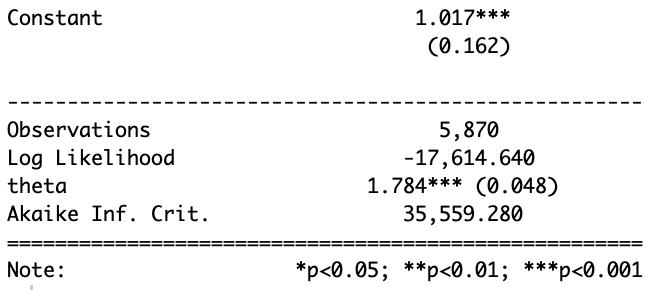 Constant 1.017***
(0.162)
-----------------------------------------------------
Observations 5,870
Log Likelihood -17,614.640
theta 1.784*** (0.048)
Akaike Inf. Crit. 35,559.280
=====================================================
Note: *p<0.05; **p<0.01; ***p<0.001